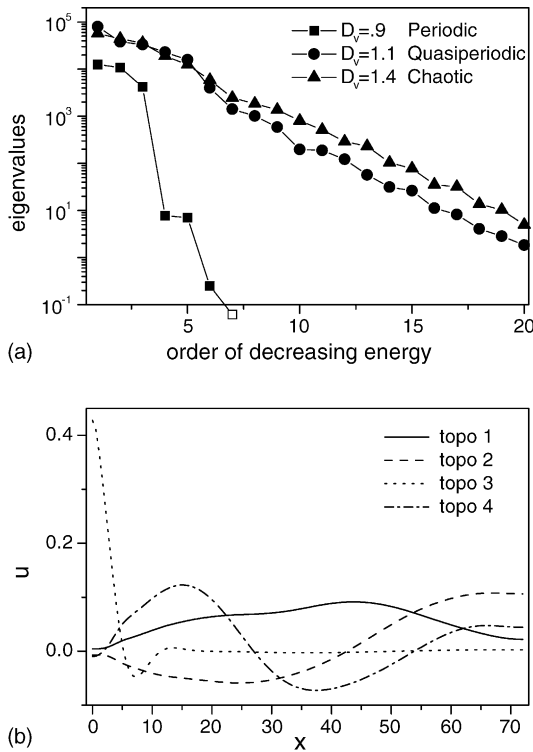 10^5
10^3
10^1
10^-1
eigenvalues
D_v=.9 Periodic
D_v=1.1 Quasiperiodic
D_v=1.4 Chaotic
5 10 15 20
(a) order of decreasing energy
0.4
0.2
0.0
u
topo 1
topo 2
topo 3
topo 4
0 10 20 30 40 50 60 70
(b) x